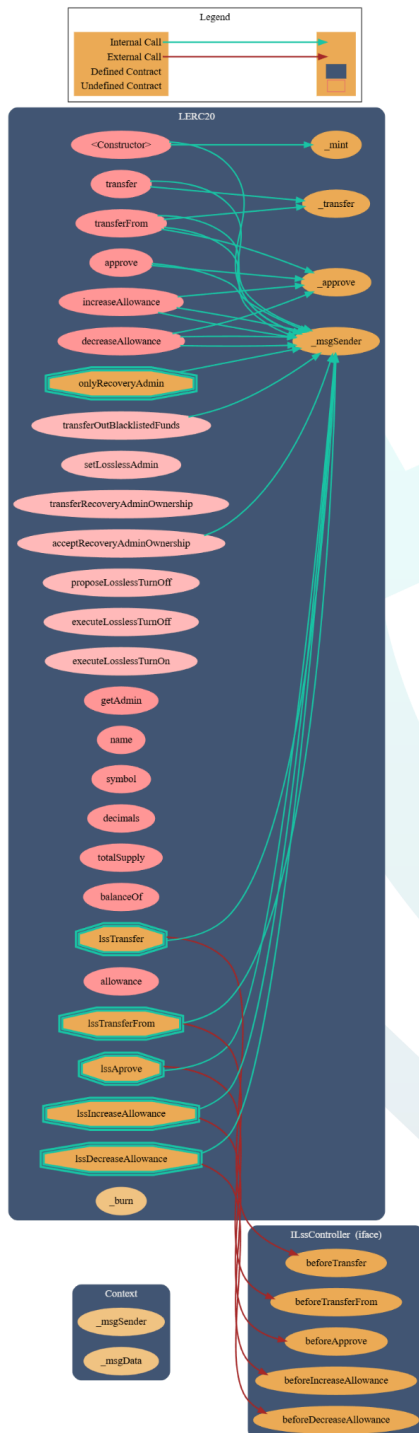 Legend
Internal Call
External Call
Defined Contract
Undefined Contract
LERC20
<Constructor>
_mint
transfer
_transfer
transferFrom
approve
_approve
increaseAllowance
decreaseAllowance
_msgSender
onlyRecoveryAdmin
transferOutBlacklistedFunds
setLosslessAdmin
transferRecoveryAdminOwnership
acceptRecoveryAdminOwnership
proposeLosslessTurnOff
executeLosslessTurnOff
executeLosslessTurnOn
getAdmin
name
symbol
decimals
totalSupply
balanceOf
lssTransfer
allowance
lssTransferFrom
lssAprove
lssIncreaseAllowance
lssDecreaseAllowance
_burn
ILssController (iface)
beforeTransfer
beforeTransferFrom
beforeApprove
beforeIncreaseAllowance
beforeDecreaseAllowance
Context
_msgSender
_msgData